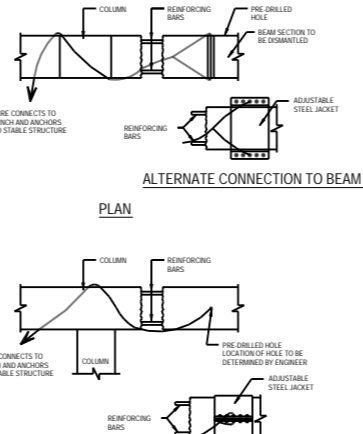 COLUMN
REINFORCING
BARS
PRE-DRILLED
HOLE
BEAM SECTION TO
BE DISMANTLED
RE CONNECTS TO
NCH AND ANCHORS
O STABLE STRUCTURE
REINFORCING
BARS
ADJUSTABLE
STEEL JACKET
ALTERNATE CONNECTION TO BEAM
PLAN
COLUMN
REINFORCING
BARS
CONNECTS TO
AND ANCHORS
ABLE STRUCTURE
COLUMN
PRE-DRILLED HOLE
LOCATION OF HOLE TO BE
DETERMINED BY ENGINEER
ADJUSTABLE
STEEL JACKET
REINFORCING
BARS